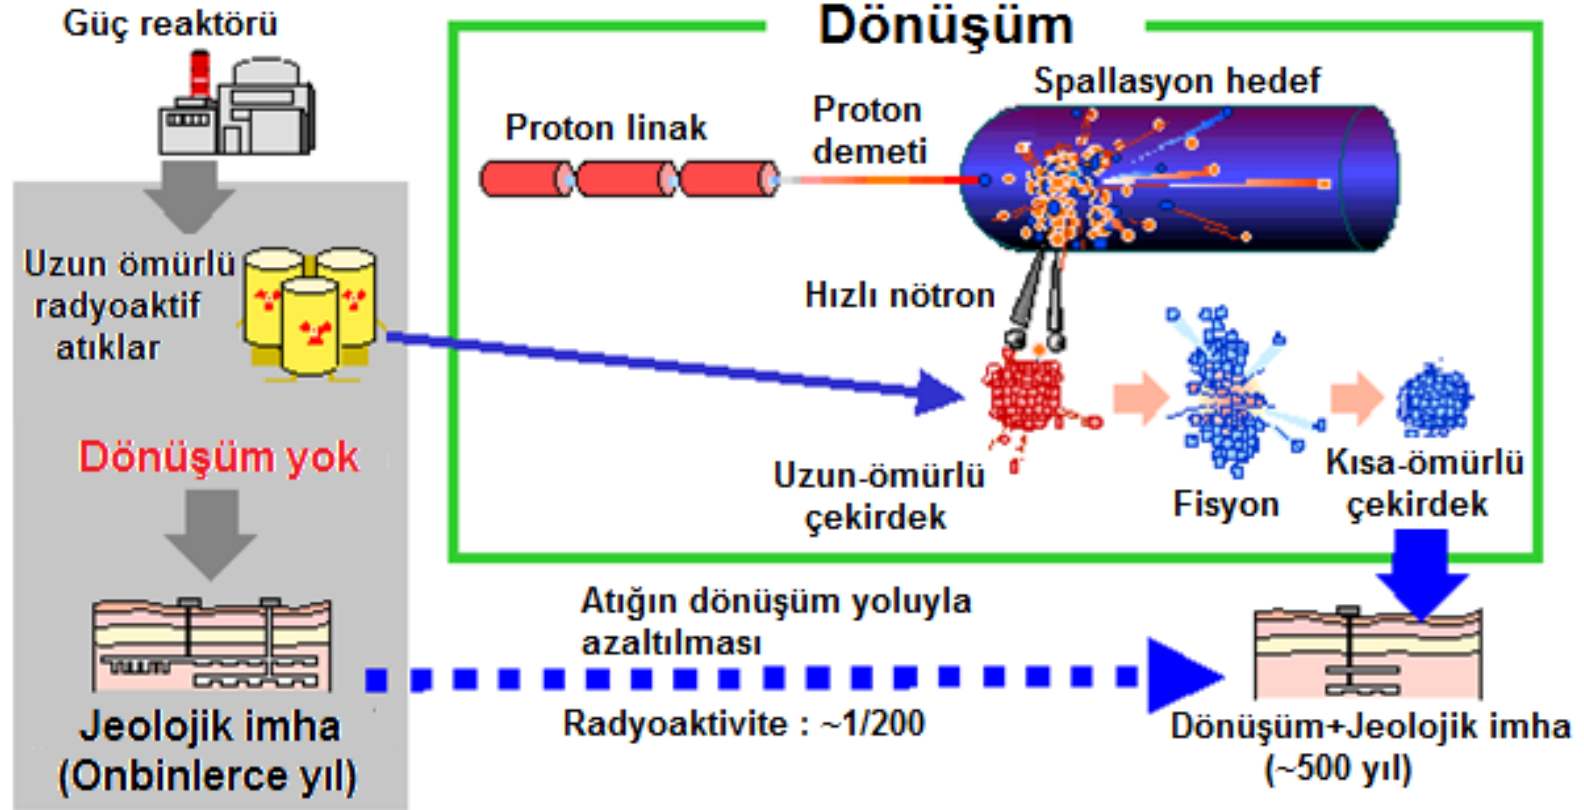 Güç reaktörü
Uzun ömürlü
radyoaktif
atıklar
Dönüşüm yok
Jeolojik imha
(Onbinlerce yıl)
Dönüşüm
Proton linak
Proton
demeti
Spallasyon hedef
Hızlı nötron
Uzun-ömürlü
çekirdek
Fisyon
Kısa-ömürlü
çekirdek
Atığın dönüşüm yoluyla
azaltılması
Radyoaktivite : ~1/200
Dönüşüm+Jeolojik imha
(~500 yıl)